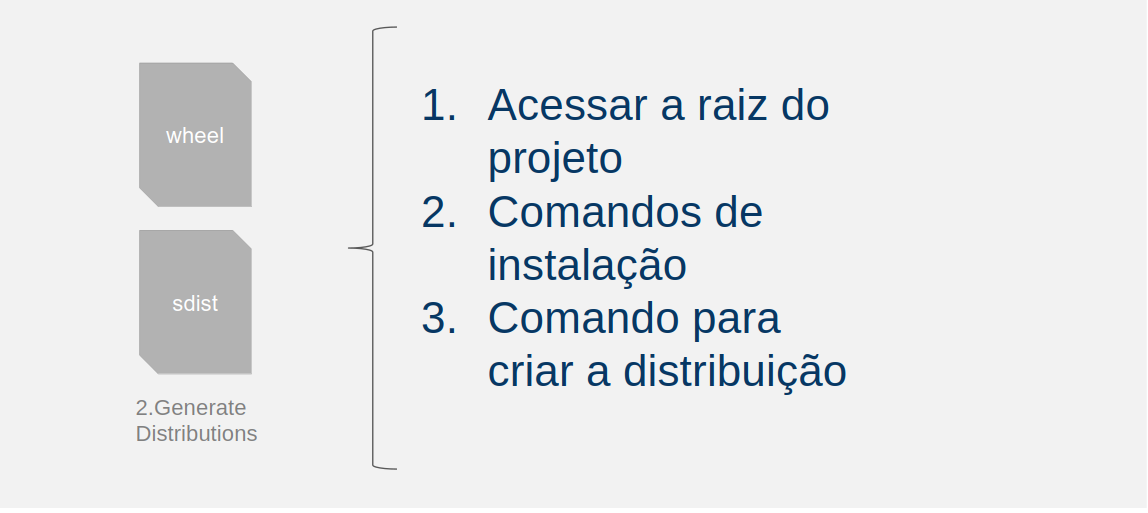 wheel
sdist
2.Generate
Distributions
1. Acessar a raiz do
projeto
2. Comandos de
instalação
3. Comando para
criar a distribuição